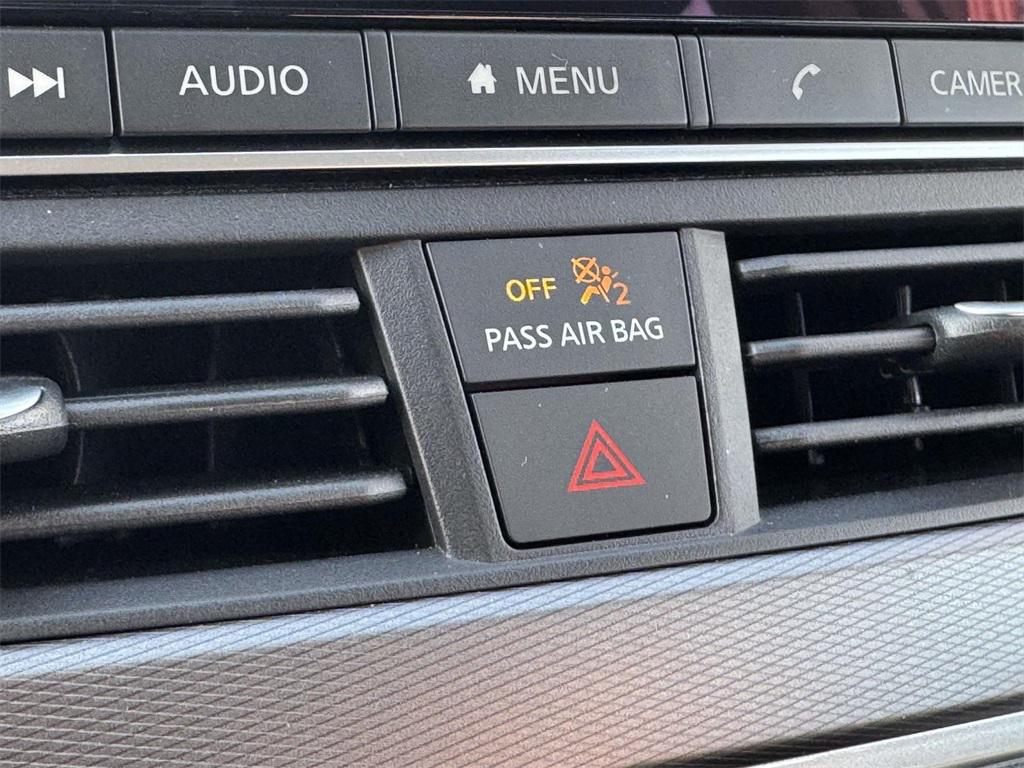 AUDIO
MENU
CAMER
OFF
2
PASS AIR BAG